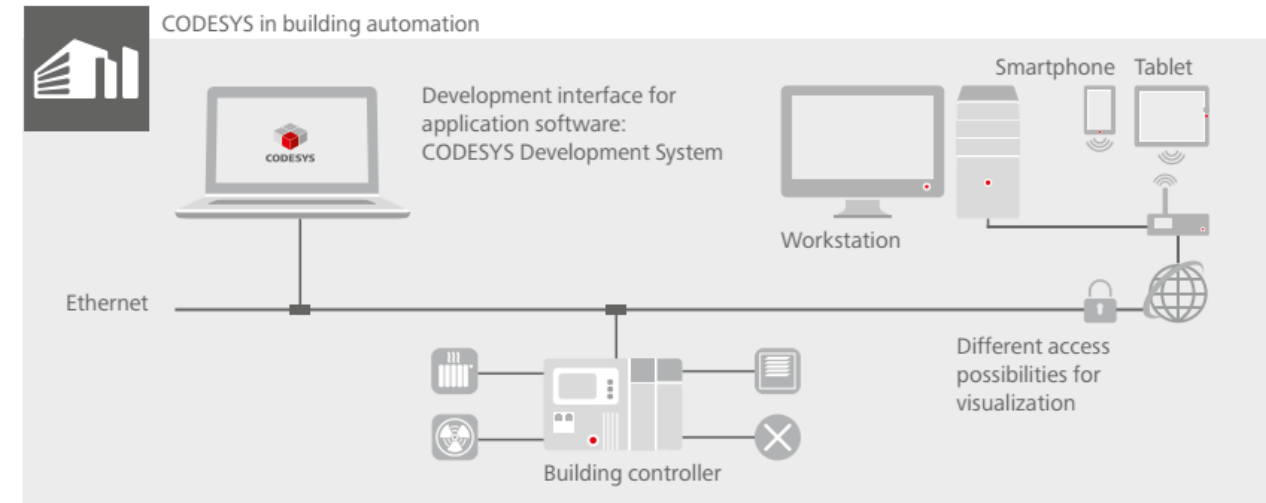 CODESYS in building automation
Smartphone Tablet
Development interface for
application software:
CODESYS Development System
CODESYS
Workstation
Ethernet
Different access
possibilities for
visualization
Building controller